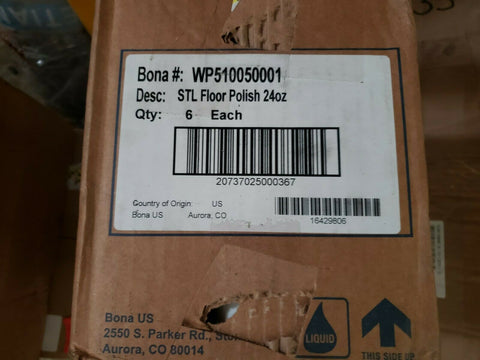 Bona #: WP510050001
Desc: STL Floor Polish 24oz
Qty: 6 Each
20737025000367
Country of Origin: US
Bona US Aurora, CO
16429806
Bona US
2550 S. Parker Rd.,
Aurora, CO 80014
LIQUID
THIS SIDE UP